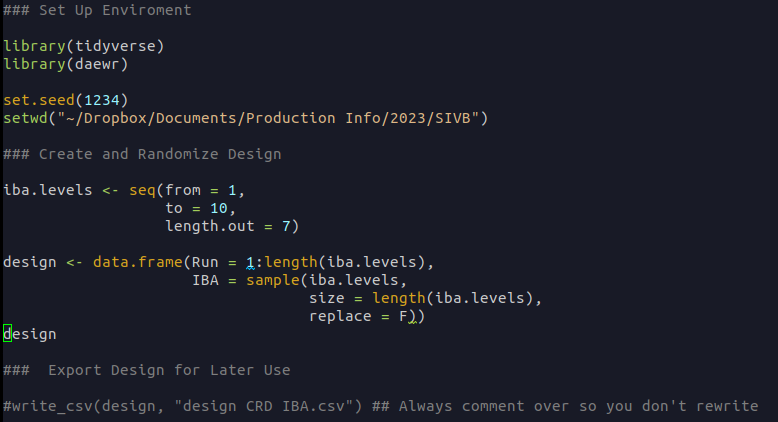 ### Set Up Enviroment
library(tidyverse)
library(daewr)
set.seed(1234)
setwd("~/Dropbox/Documents/Production Info/2023/SIVB")
### Create and Randomize Design
iba.levels <- seq(from = 1,
to = 10,
length.out = 7)
design <- data.frame(Run = 1:length(iba.levels),
IBA = sample(iba.levels,
size = length(iba.levels),
replace = F))
design
###  Export Design for Later Use
#write_csv(design, "design CRD IBA.csv") ## Always comment over so you don't rewrite